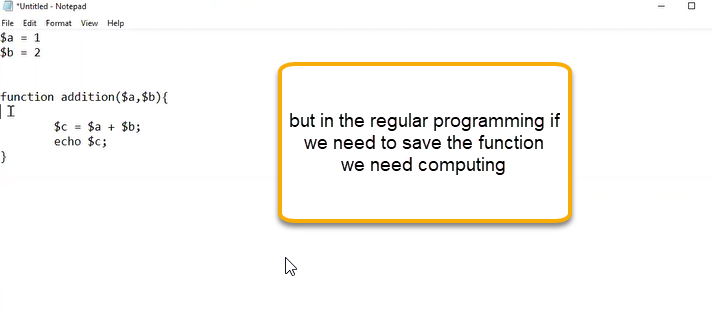 *Untitled - Notepad
File Edit Format View Help
$a = 1
$b = 2
function addition($a,$b){
$c = $a + $b;
echo $c;
}
but in the regular programming if
we need to save the function
we need computing